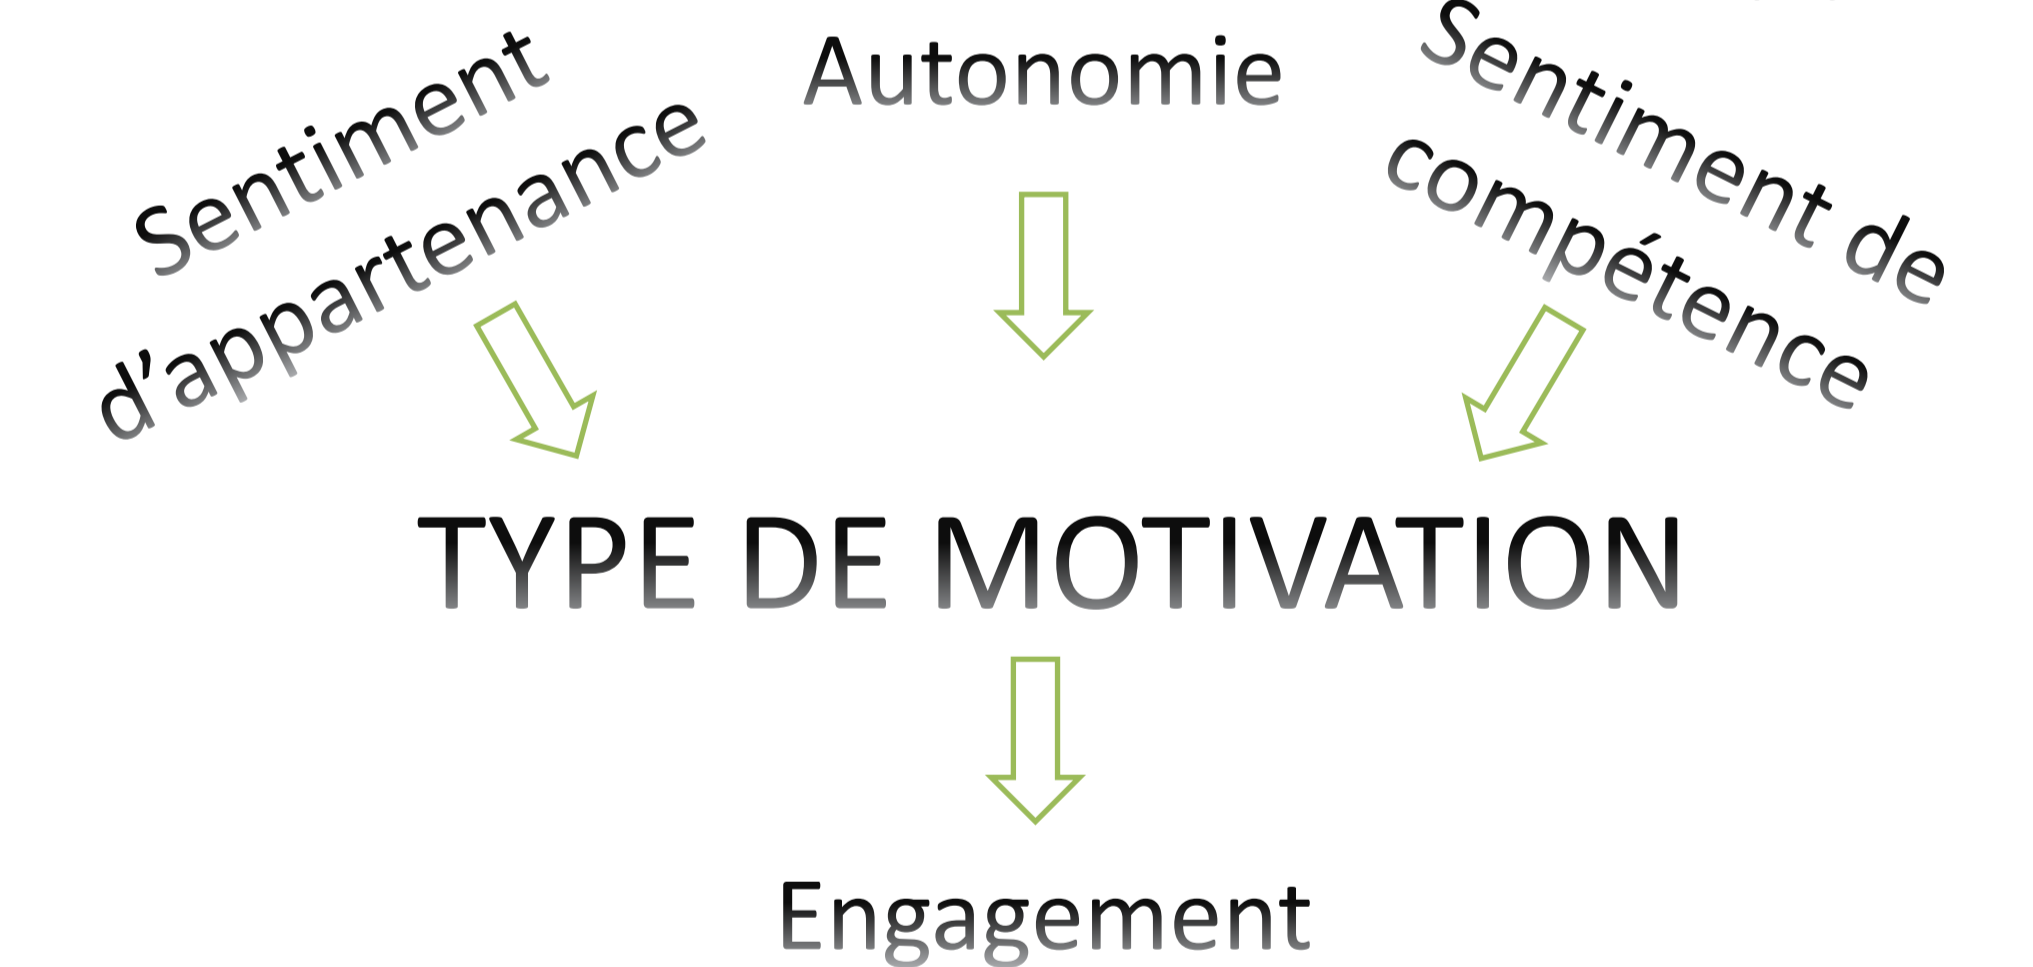 Sentiment
d’appartenance
Autonomie
Sentiment de
compétence
TYPE DE MOTIVATION
Engagement